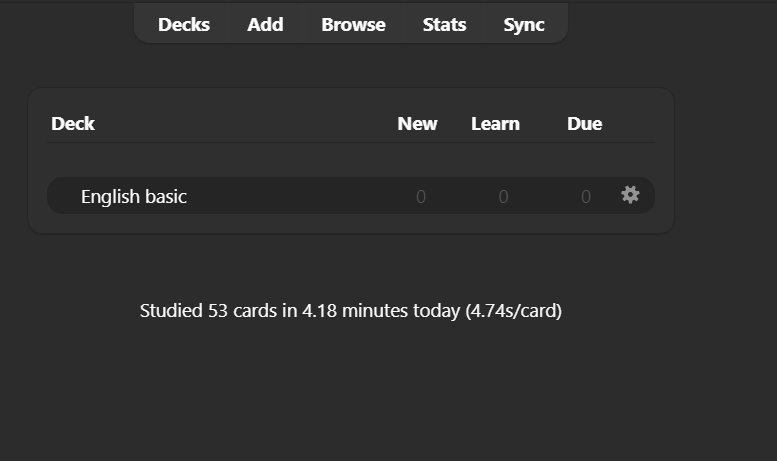 Decks Add Browse Stats Sync
Deck New Learn Due
English basic 0 0 0
Studied 53 cards in 4.18 minutes today (4.74s/card)